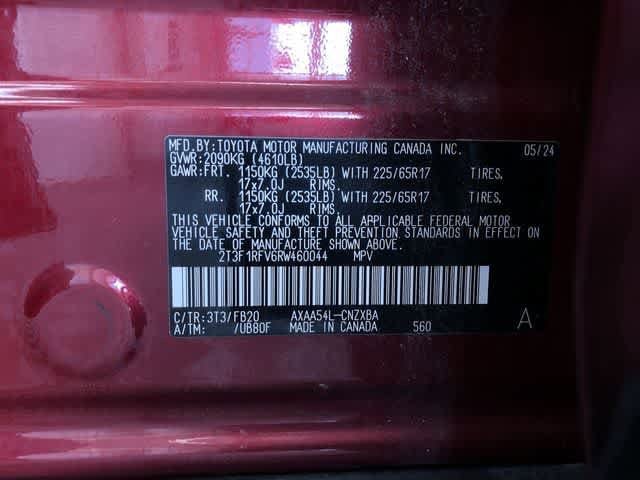 MFD.BY:TOYOTA MOTOR MANUFACTURING CANADA INC. 05/24
GVWR:2090KG (4610LB)
GAWR:FRT. 1150KG (2535LB) WITH 225/65R17 TIRES,
17x7.0J RIMS.
RR. 1150KG (2535LB) WITH 225/65R17 TIRES,
17x7.0J RIMS.
THIS VEHICLE CONFORMS TO ALL APPLICABLE FEDERAL MOTOR
VEHICLE SAFETY AND THEFT PREVENTION STANDARDS IN EFFECT ON
THE DATE OF MANUFACTURE SHOWN ABOVE.
2T3F1RFV6RW460044 MPV
C/TR:3T3/FB20 AXAA54L-CNZXBA
A/TM: /UB80F MADE IN CANADA 560 A